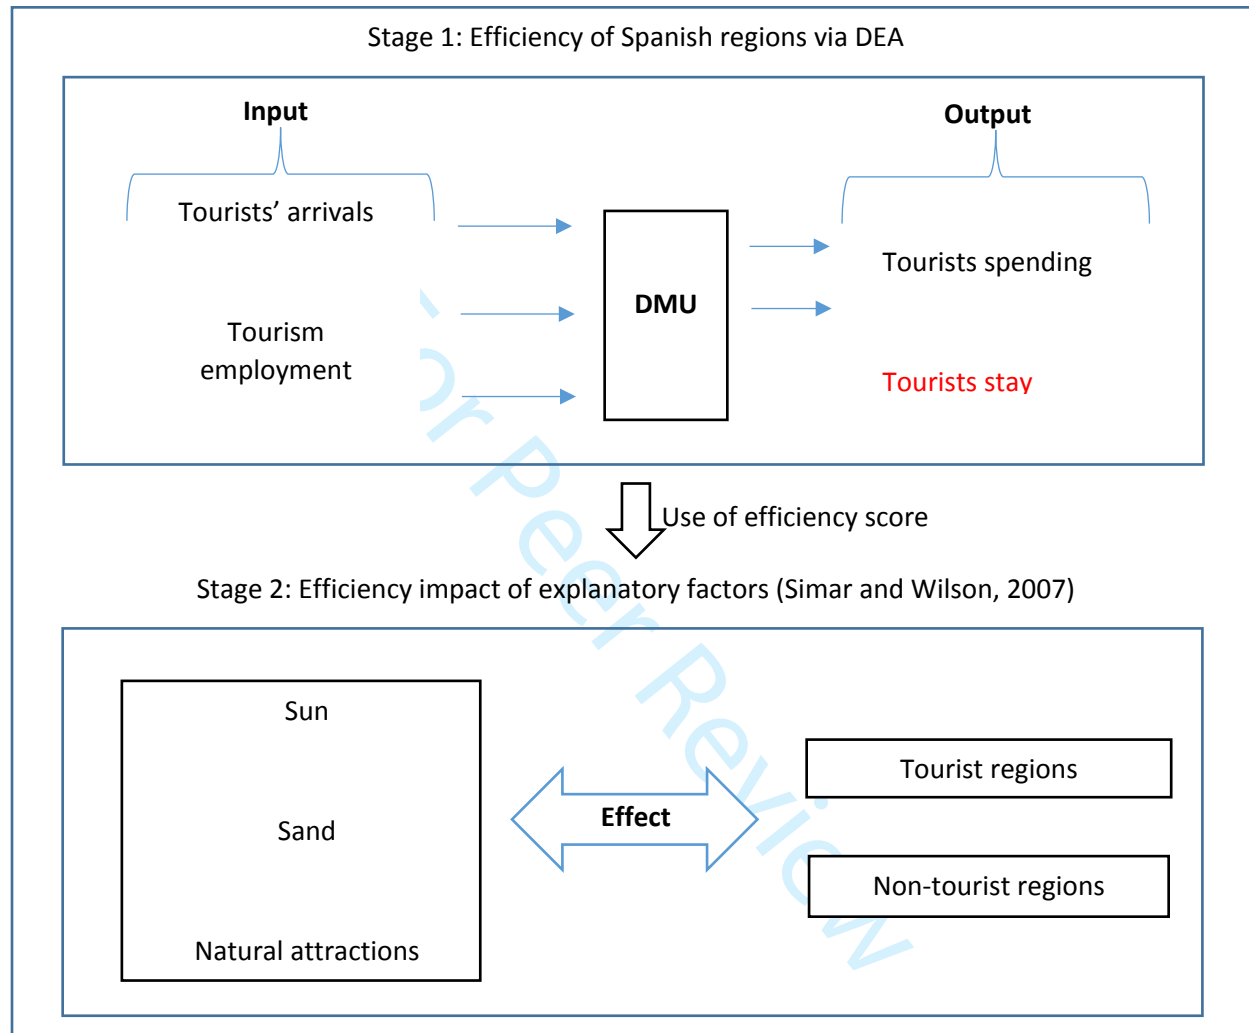 Stage 1: Efficiency of Spanish regions via DEA
Input
Output
Tourists’ arrivals
Tourists spending
DMU
Tourism
employment
Tourists stay
Use of efficiency score
Stage 2: Efficiency impact of explanatory factors (Simar and Wilson, 2007)
Sun
Sand
Natural attractions
Effect
Tourist regions
Non-tourist regions
For Peer Review